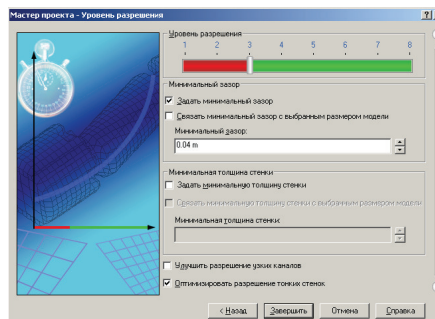 Мастер проекта - Уровень разрешения
Уровень разрешения
1 2 3 4 5 6 7 8
Минимальный зазор
Задать минимальный зазор
Связать минимальный зазор с выбранным размером модели
Минимальный зазор:
0.04 m
Минимальная толщина стенки
Задать минимальную толщину стенки
Связать минимальную толщину стенки с выбранным размером модели
Минимальная толщина стенки:
Улучшить разрешение узких каналов
Оптимизировать разрешение тонких стенок
< Назад Завершить Отмена Справка